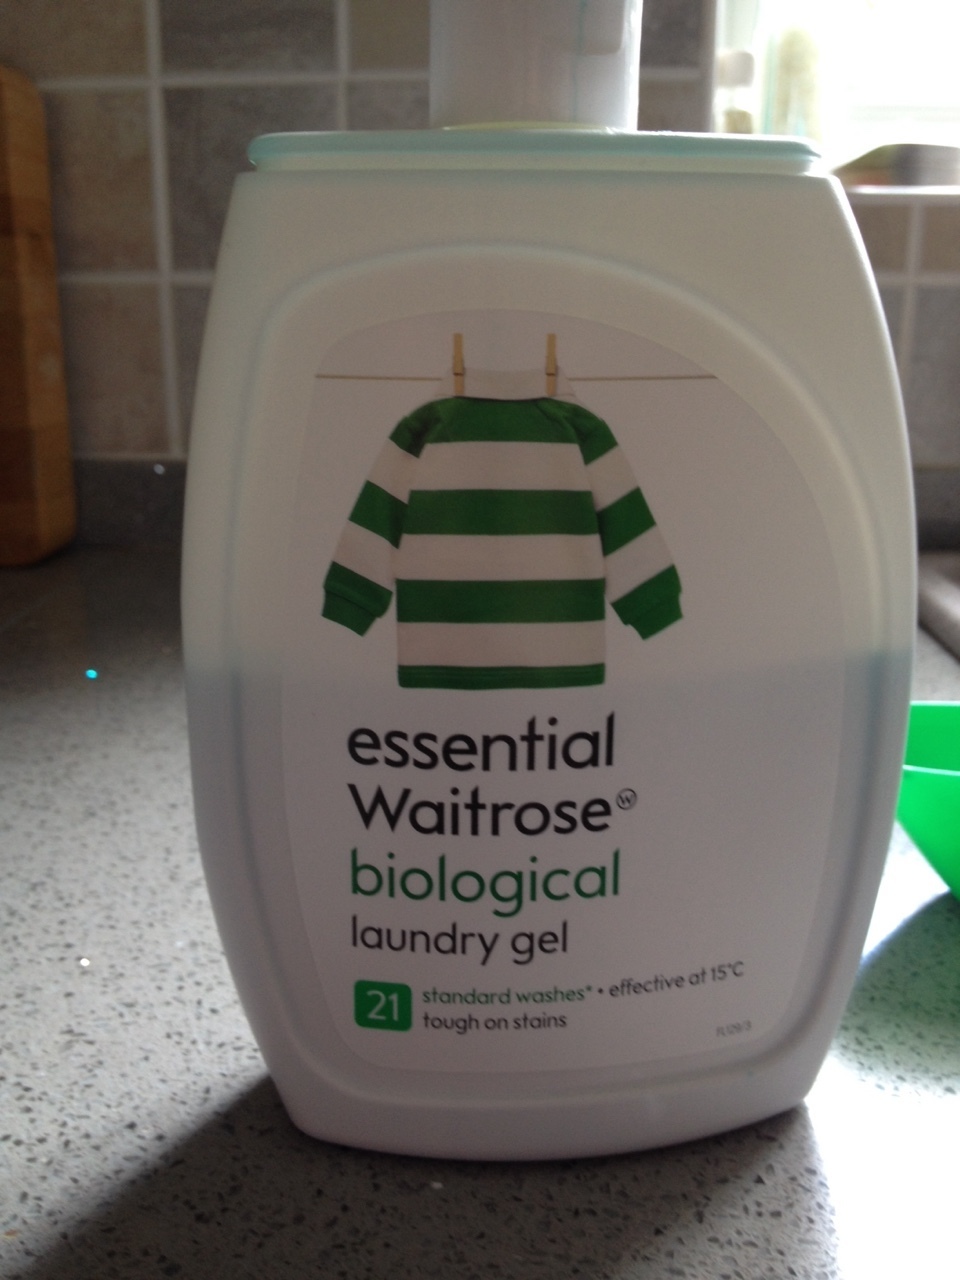 essential
Waitrose
biological
laundry gel
21 standard washes* • effective at 15°C
tough on stains